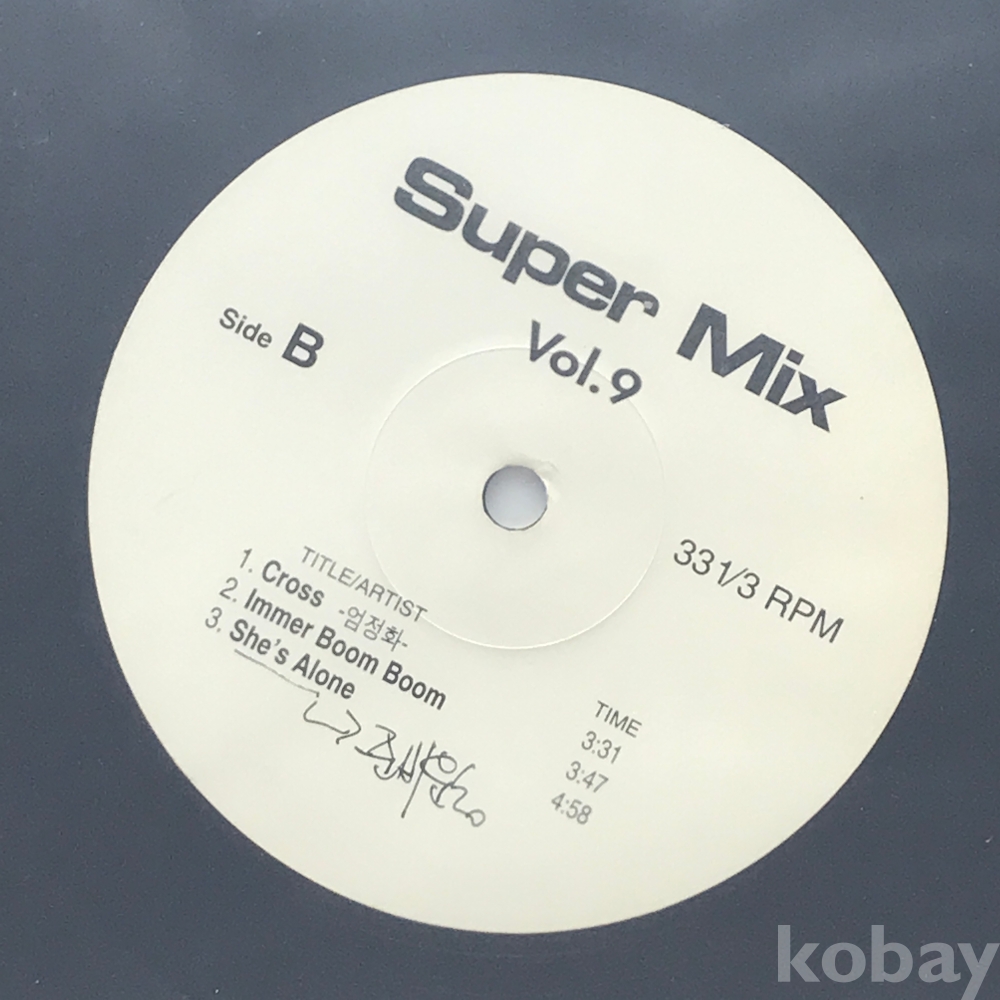 Super Mix
Vol.9
Side B
33 1/3 RPM
TITLE/ARTIST
1. Cross -엄정화-
2. Immer Boom Boom
3. She's Alone
TIME
3:31
3:47
4:58
kobay